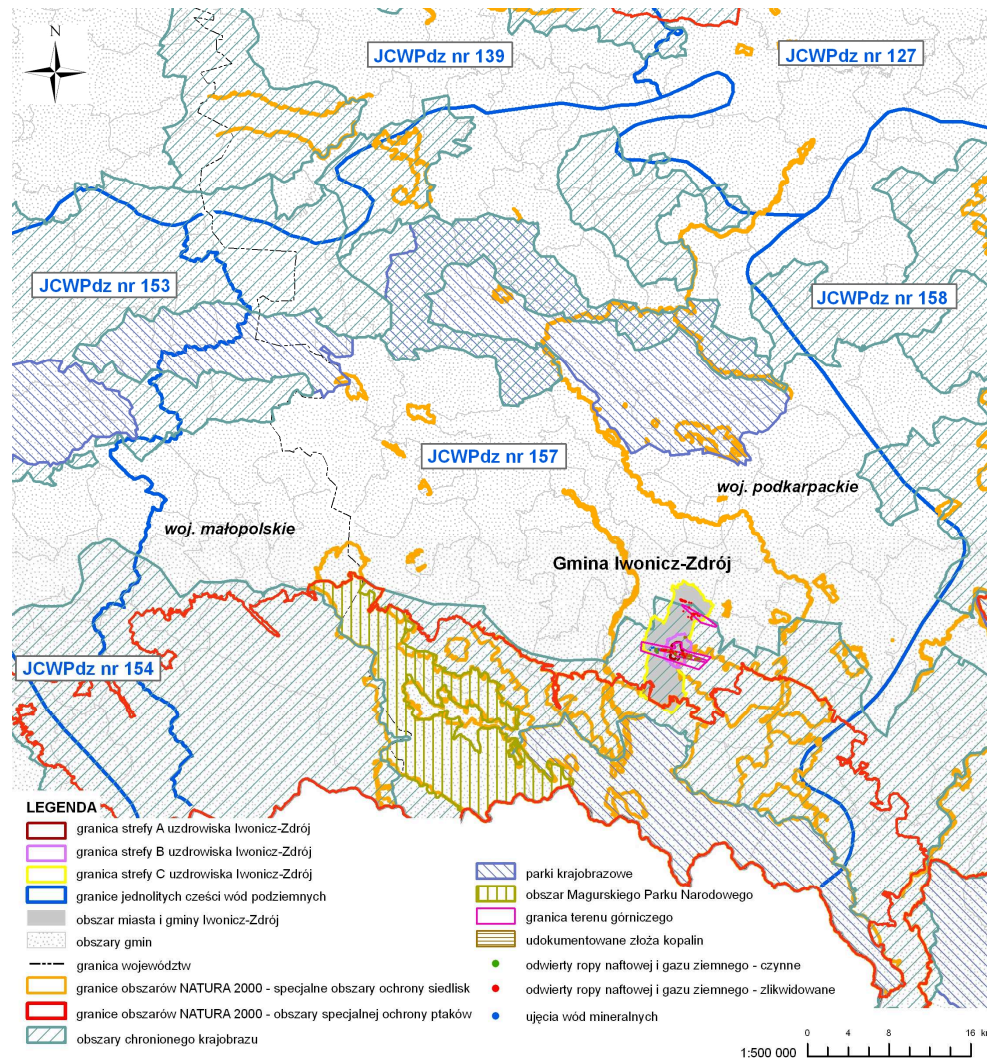 N
JCWPdz nr 139
JCWPdz nr 127
JCWPdz nr 153
JCWPdz nr 158
JCWPdz nr 157
woj. podkarpackie
woj. małopolskie
Gmina Iwonicz-Zdrój
JCWPdz nr 154
LEGENDA
granica strefy A uzdrowiska Iwonicz-Zdrój
granica strefy B uzdrowiska Iwonicz-Zdrój
granica strefy C uzdrowiska Iwonicz-Zdrój
granice jednolitych cześci wód podziemnych
obszar miasta i gminy Iwonicz-Zdrój
obszary gmin
granica województw
granice obszarów NATURA 2000 - specjalne obszary ochrony siedlisk
granice obszarów NATURA 2000 - obszary specjalnej ochrony ptaków
obszary chronionego krajobrazu
parki krajobrazowe
obszar Magurskiego Parku Narodowego
granica terenu górniczego
udokumentowane złoża kopalin
odwierty ropy naftowej i gazu ziemnego - czynne
odwierty ropy naftowej i gazu ziemnego - zlikwidowane
ujęcia wód mineralnych
0 4 8 16
1:500 000